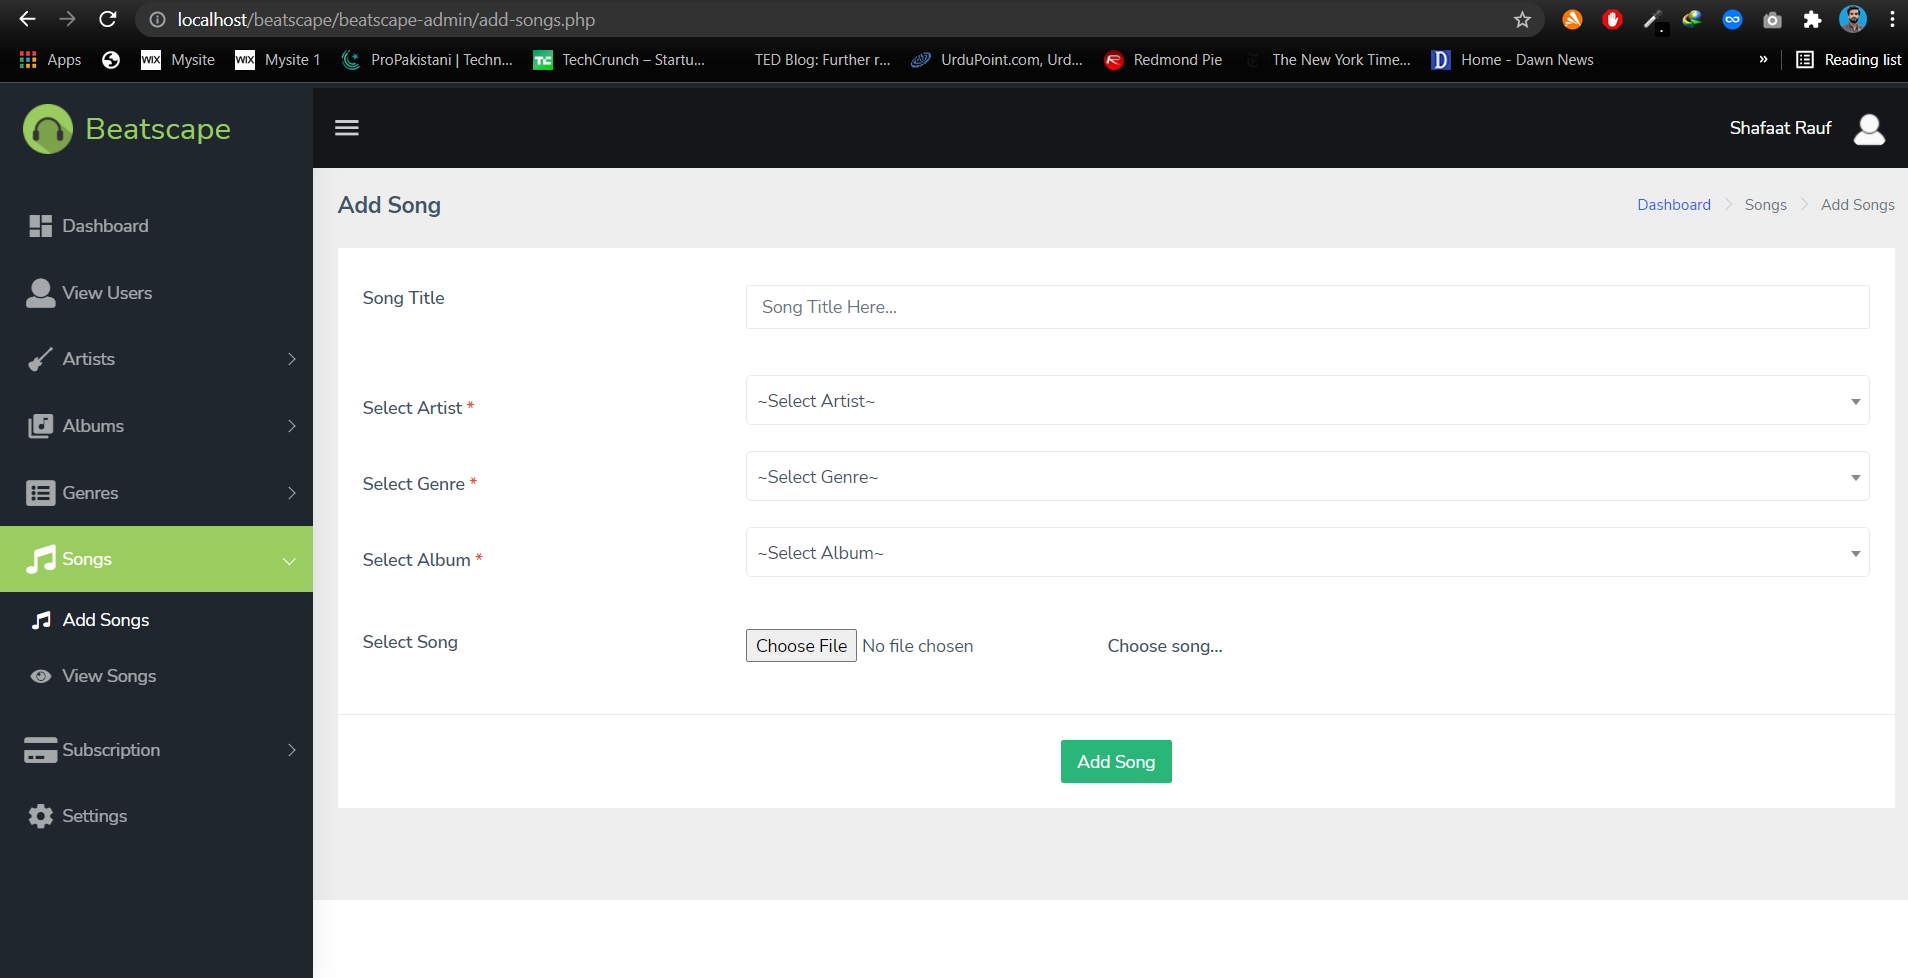 localhost/beatscape/beatscape-admin/add-songs.php
Apps
WIX Mysite
WIX Mysite 1
ProPakistani | Techn...
TC TechCrunch – Startu...
TED Blog: Further r...
UrduPoint.com, Urd...
R Redmond Pie
The New York Time...
D Home - Dawn News
»
Reading list
Beatscape
Shafaat Rauf
Dashboard
View Users
Artists
Albums
Genres
Songs
Add Songs
View Songs
Subscription
Settings
Add Song
Dashboard Songs Add Songs
Song Title
Song Title Here...
Select Artist *
~Select Artist~
Select Genre *
~Select Genre~
Select Album *
~Select Album~
Select Song
Choose File No file chosen
Choose song...
Add Song